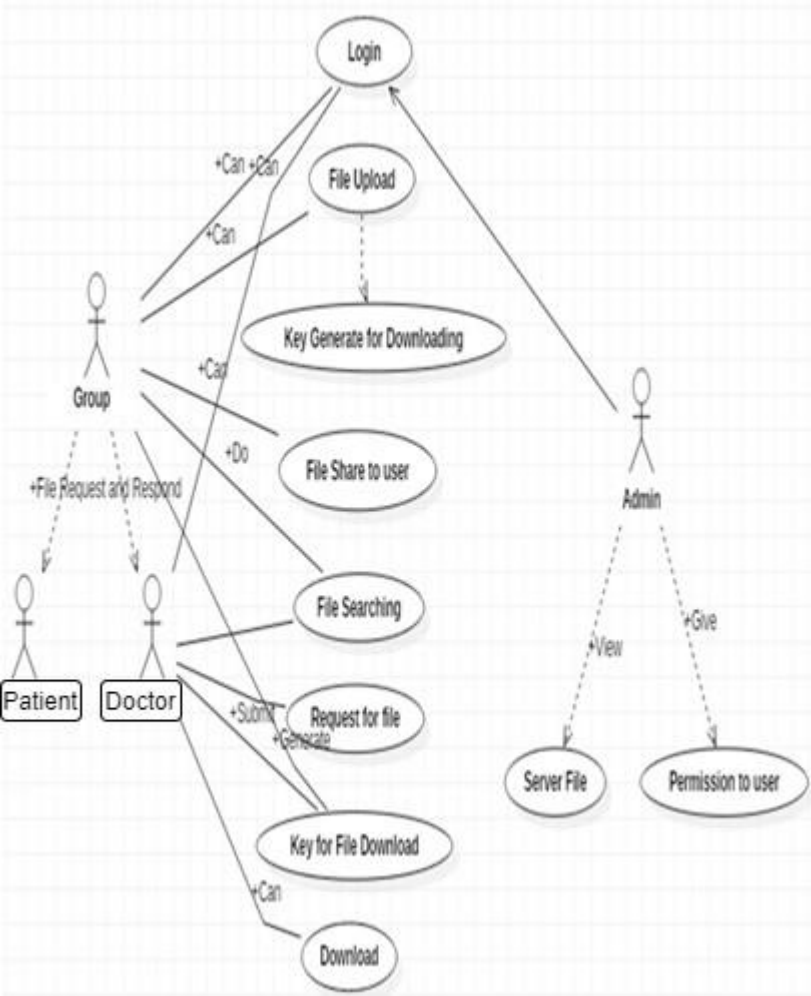 Login
+Can +Can
File Upload
+Can
Key Generate for Downloading
+Can
Group
+Do
File Share to user
+File Request and Respond
Admin
File Searching
+Give
+View
Patient
Doctor
+Submit
Request for file
+Generate
Server File
Permission to user
Key for File Download
+Can
Download